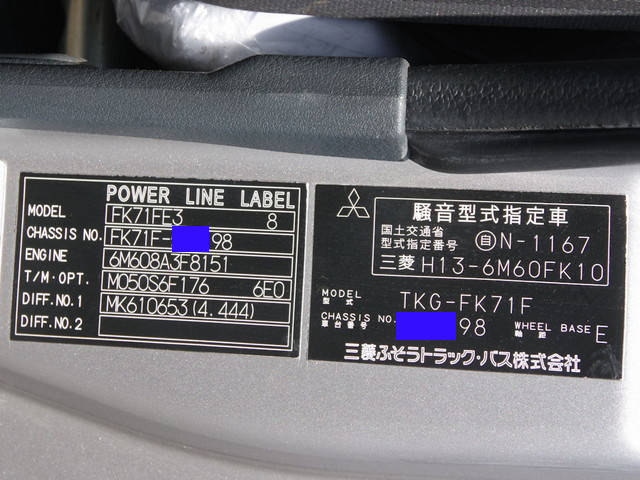 POWER LINE LABEL
MODEL FK71FE3 8
CHASSIS NO. FK71F- 98
ENGINE 6M608A3F8151
T/M·OPT. M050S6F176 6E0
DIFF.NO.1 MK610653(4.444)
DIFF.NO.2
騒音型式指定車
国土交通省
型式指定番号 自N-1167
三菱 H13-6M60FK10
MODEL
型式 TKG-FK71F
CHASSIS NO.
車台番号 98 WHEEL BASE
軸距 E
三菱ふそうトラック・バス株式会社